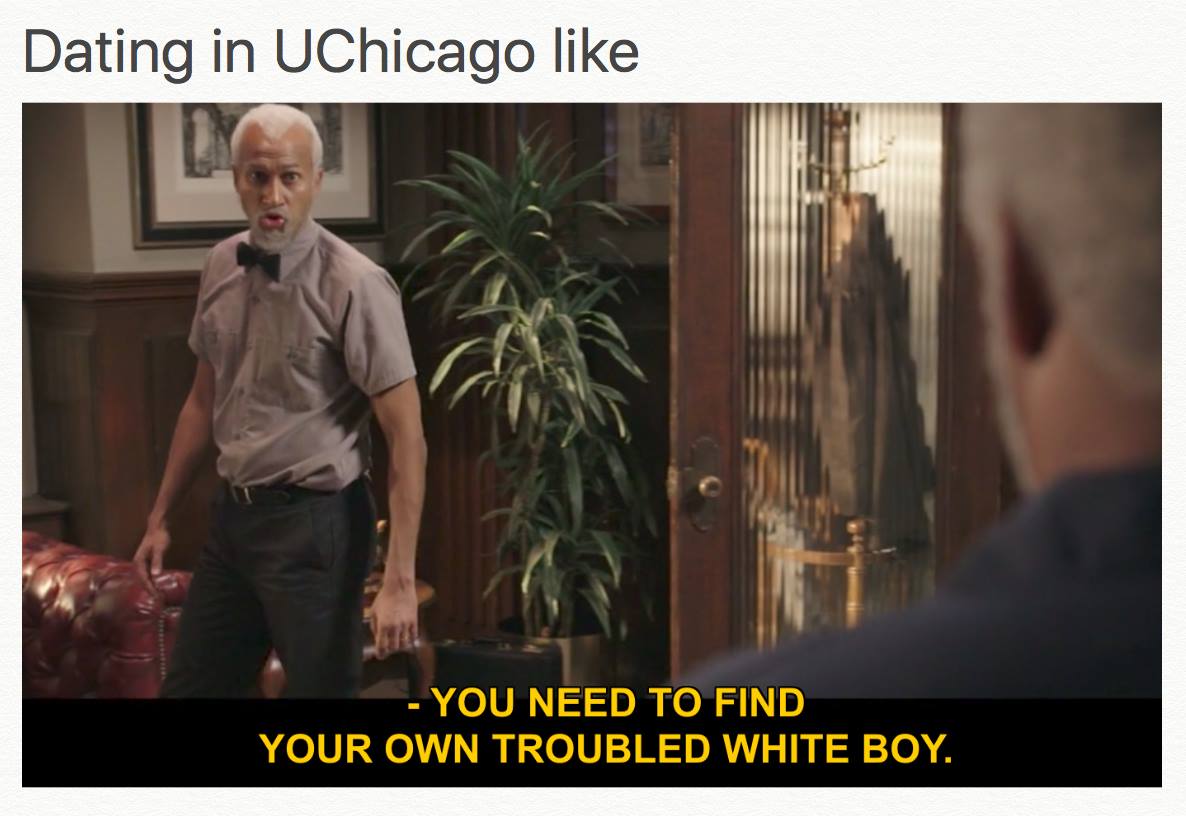 Dating in UChicago like
- YOU NEED TO FIND
YOUR OWN TROUBLED WHITE BOY.